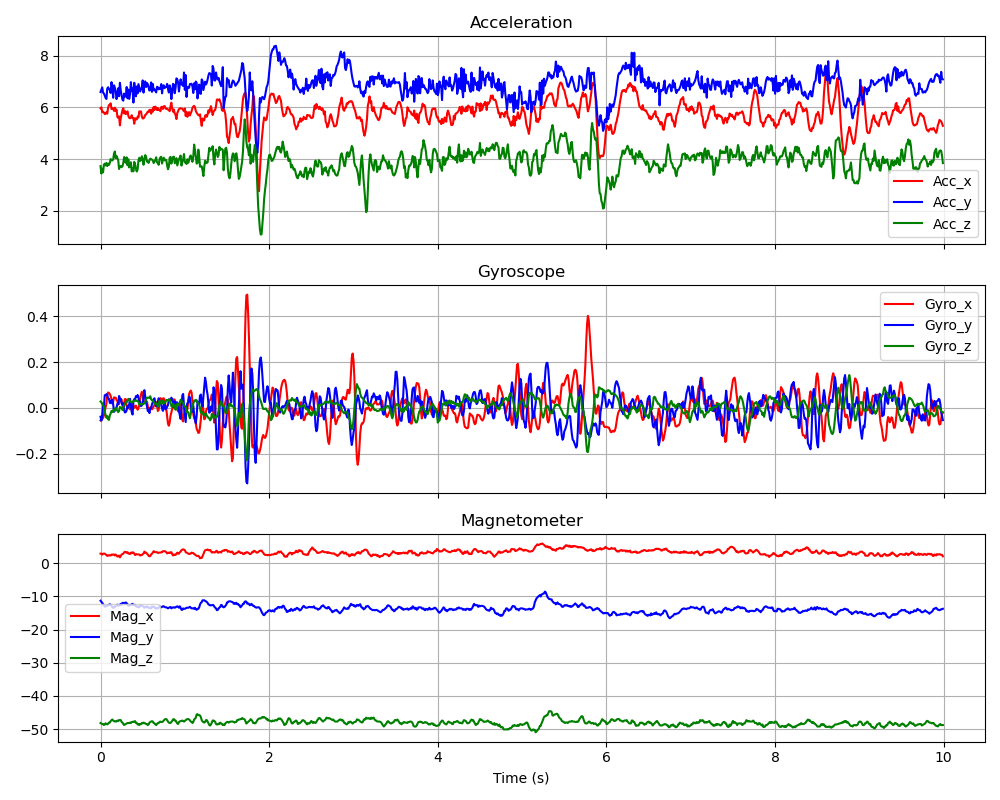 Acceleration
8
6
4
2
Acc_x
Acc_y
Acc_z
Gyroscope
0.4
0.2
0.0
−0.2
Gyro_x
Gyro_y
Gyro_z
Magnetometer
0
−10
−20
−30
−40
−50
Mag_x
Mag_y
Mag_z
0 2 4 6 8 10
Time (s)